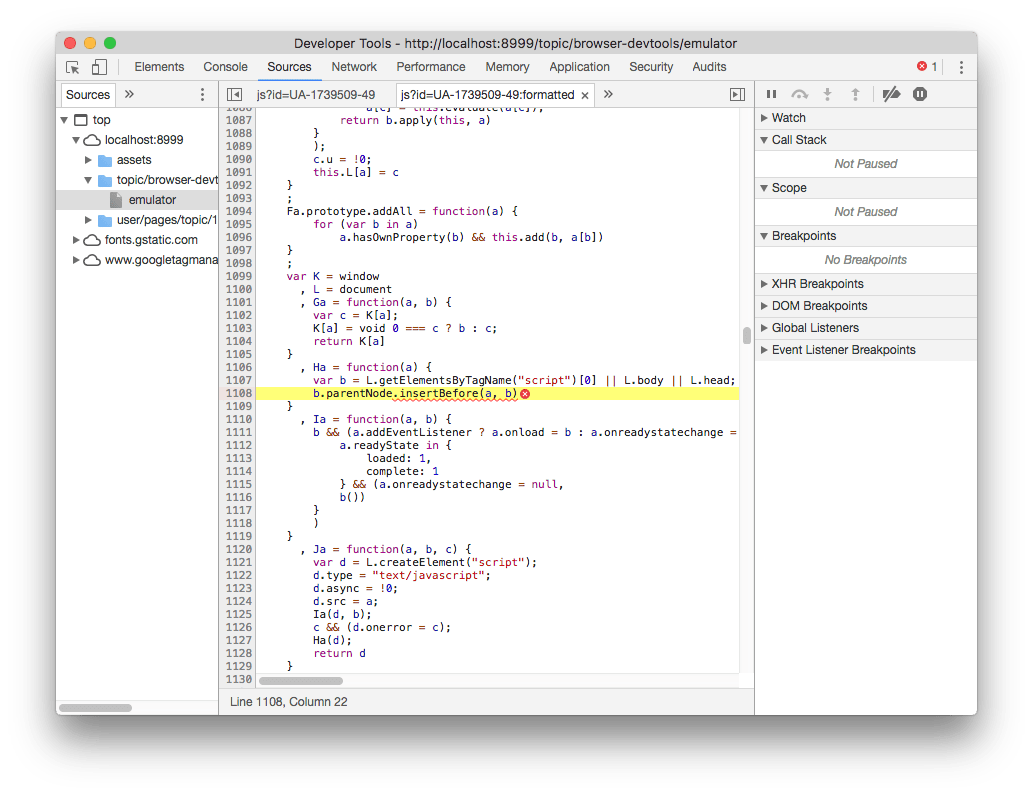 Developer Tools - http://localhost:8999/topic/browser-devtools/emulator
Elements Console Sources Network Performance Memory Application Security Audits 1
Sources »
top
localhost:8999
assets
topic/browser-devt
emulator
user/pages/topic/1
fonts.gstatic.com
www.googletagmana
js?id=UA-1739509-49 js?id=UA-1739509-49:formatted × »
1086 a[c] = this.evaluate(a[c]);
1087 return b.apply(this, a)
1088 }
1089 );
1090 c.u = !0;
1091 this.L[a] = c
1092 }
1093 ;
1094 Fa.prototype.addAll = function(a) {
1095 for (var b in a)
1096 a.hasOwnProperty(b) && this.add(b, a[b])
1097 }
1098 ;
1099 var K = window
1100 , L = document
1101 , Ga = function(a, b) {
1102 var c = K[a];
1103 K[a] = void 0 === c ? b : c;
1104 return K[a]
1105 }
1106 , Ha = function(a) {
1107 var b = L.getElementsByTagName("script")[0] || L.body || L.head;
1108 b.parentNode.insertBefore(a, b)
1109 }
1110 , Ia = function(a, b) {
1111 b && (a.addEventListener ? a.onload = b : a.onreadystatechange =
1112 a.readyState in {
1113 loaded: 1,
1114 complete: 1
1115 } && (a.onreadystatechange = null,
1116 b())
1117 }
1118 )
1119 }
1120 , Ja = function(a, b, c) {
1121 var d = L.createElement("script");
1122 d.type = "text/javascript";
1123 d.async = !0;
1124 d.src = a;
1125 Ia(d, b);
1126 c && (d.onerror = c);
1127 Ha(d);
1128 return d
1129 }
1130
Line 1108, Column 22
Watch
Call Stack
Not Paused
Scope
Not Paused
Breakpoints
No Breakpoints
XHR Breakpoints
DOM Breakpoints
Global Listeners
Event Listener Breakpoints